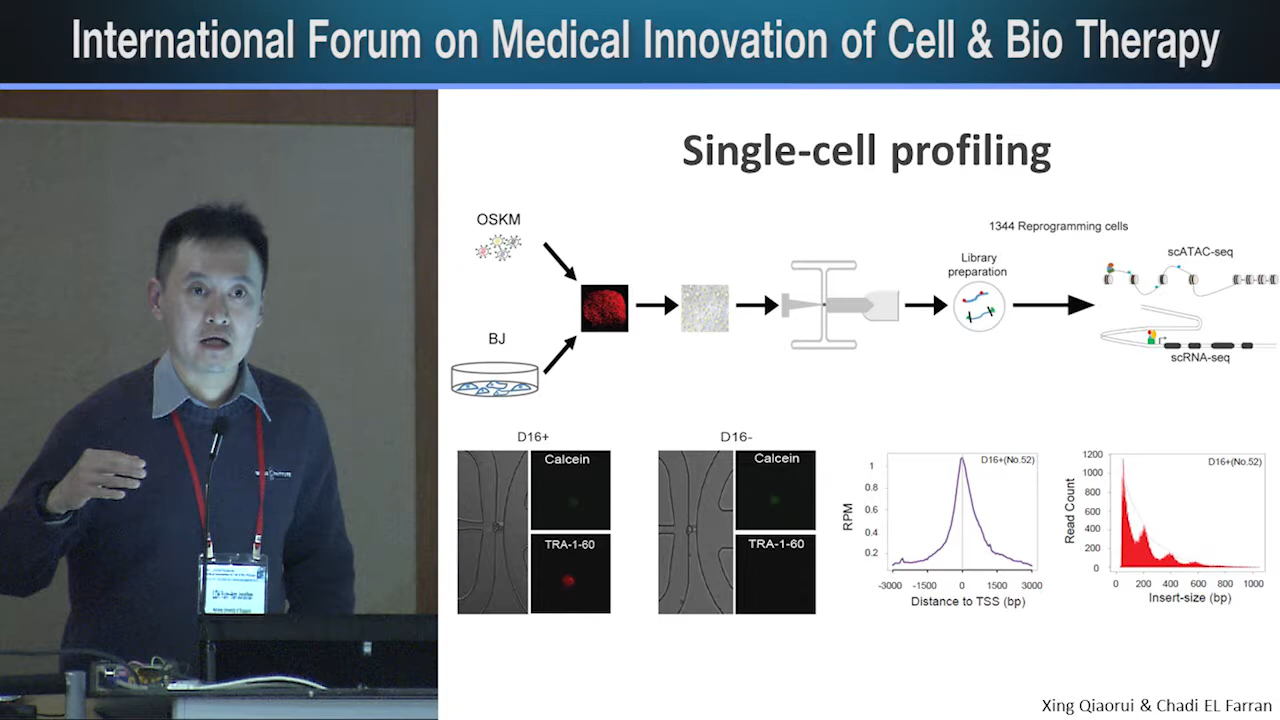 International Forum on Medical Innovation of Cell & Bio Therapy
Single-cell profiling
OSKM
BJ
1344 Reprogramming cells
Library
preparation
scATAC-seq
scRNA-seq
D16+
Calcein
TRA-1-60
D16-
Calcein
TRA-1-60
D16+(No.52)
RPM
1
0.8
0.6
0.4
0.2
-3000 -1500 0 1500 3000
Distance to TSS (bp)
D16+(No.52)
Read Count
1200
1000
800
600
400
200
0
0 200 400 600 800 1000
Insert-size (bp)
Xing Qiaorui & Chadi EL Farran